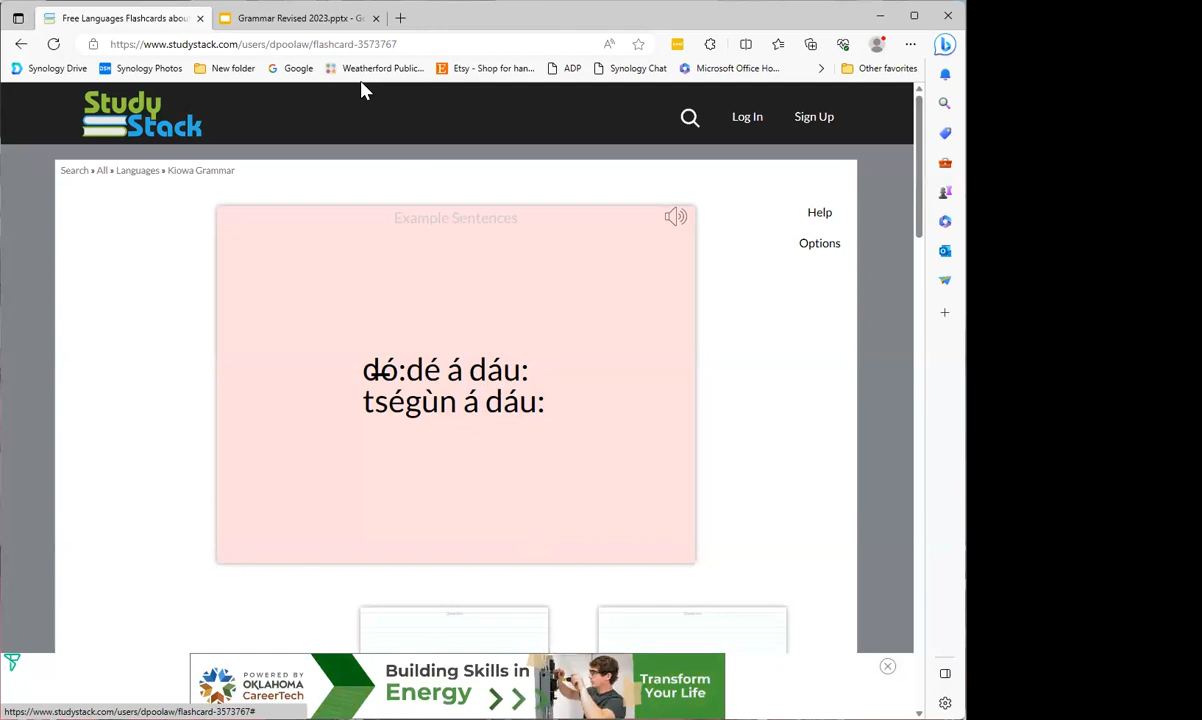 Free Languages Flashcards abou
Grammar Revised 2023.pptx - Go
https://www.studystack.com/users/dpoolaw/flashcard-3573767
Synology Drive
Synology Photos
New folder
Google
Weatherford Public...
Etsy - Shop for han...
ADP
Synology Chat
Microsoft Office Ho...
Other favorites
Study
Stack
Log In
Sign Up
Search » All » Languages » Kiowa Grammar
Help
Options
Example Sentences
dó:dé á dáu:
tségùn á dáu:
POWERED BY
OKLAHOMA
CareerTech
Building Skills in
Energy
Transform
Your Life
https://www.studystack.com/users/dpoolaw/flashcard-3573767#